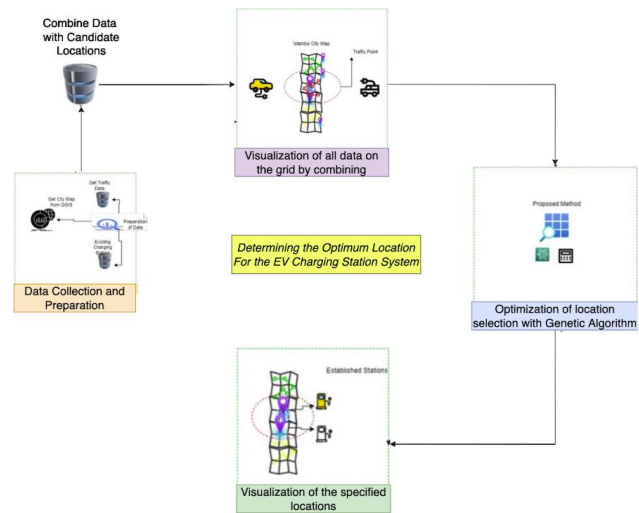 Combine Data
with Candidate
Locations
Istanbul City Map
Traffic Point
Visualization of all data on
the grid by combining
Get Traffic
Data
Get City Map
from QGIS
Preparation
of Data
Existing
Charging
Data Collection and
Preparation
Determining the Optimum Location
For the EV Charging Station System
Proposed Method
Optimization of location
selection with Genetic Algorithm
Established Stations
Visualization of the specified
locations